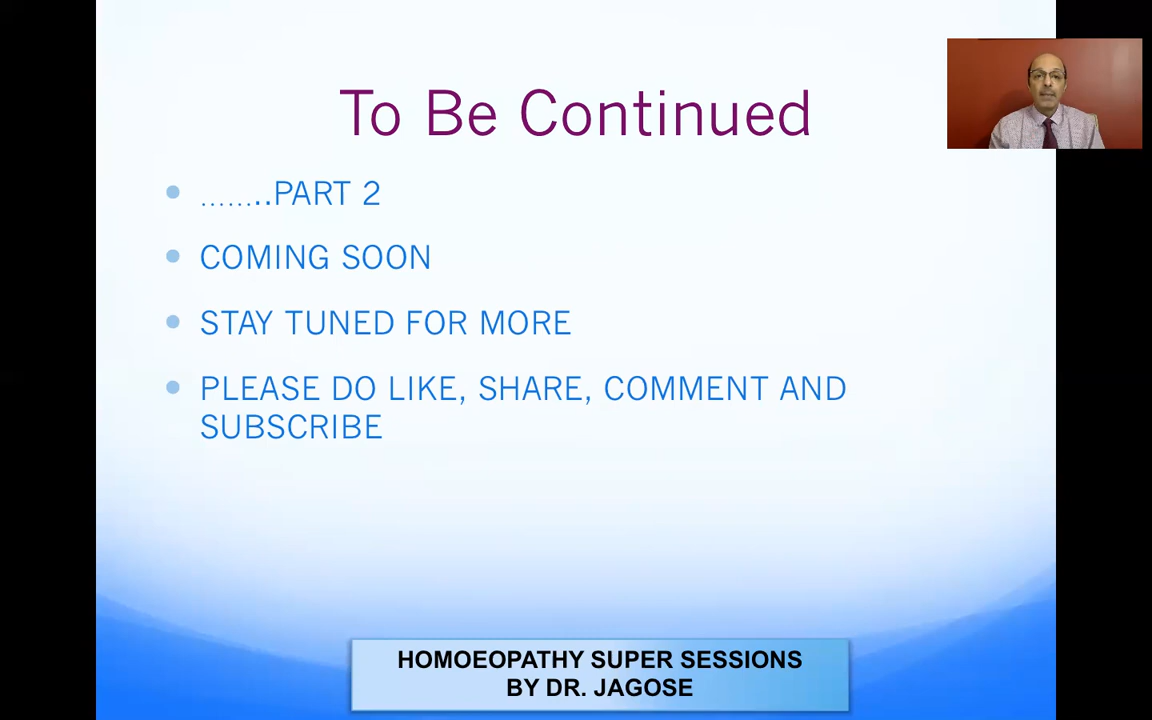 To Be Continued
........PART 2
COMING SOON
STAY TUNED FOR MORE
PLEASE DO LIKE, SHARE, COMMENT AND
SUBSCRIBE
HOMOEOPATHY SUPER SESSIONS
BY DR. JAGOSE